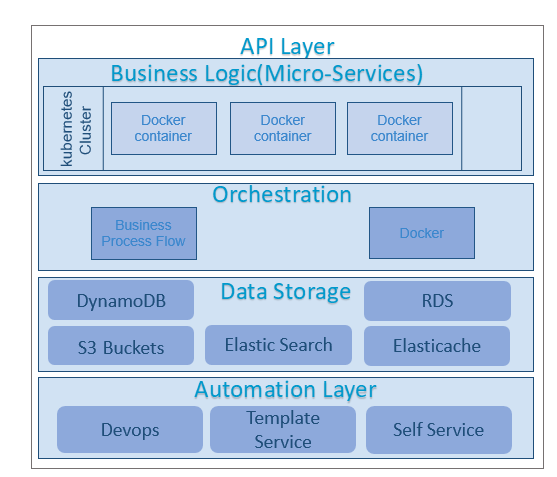 API Layer
Business Logic(Micro-Services)
kubernetes
Cluster
Docker
container
Docker
container
Docker
container
Orchestration
Business
Process Flow
Docker
Data Storage
DynamoDB
RDS
S3 Buckets
Elastic Search
Elasticache
Automation Layer
Devops
Template
Service
Self Service